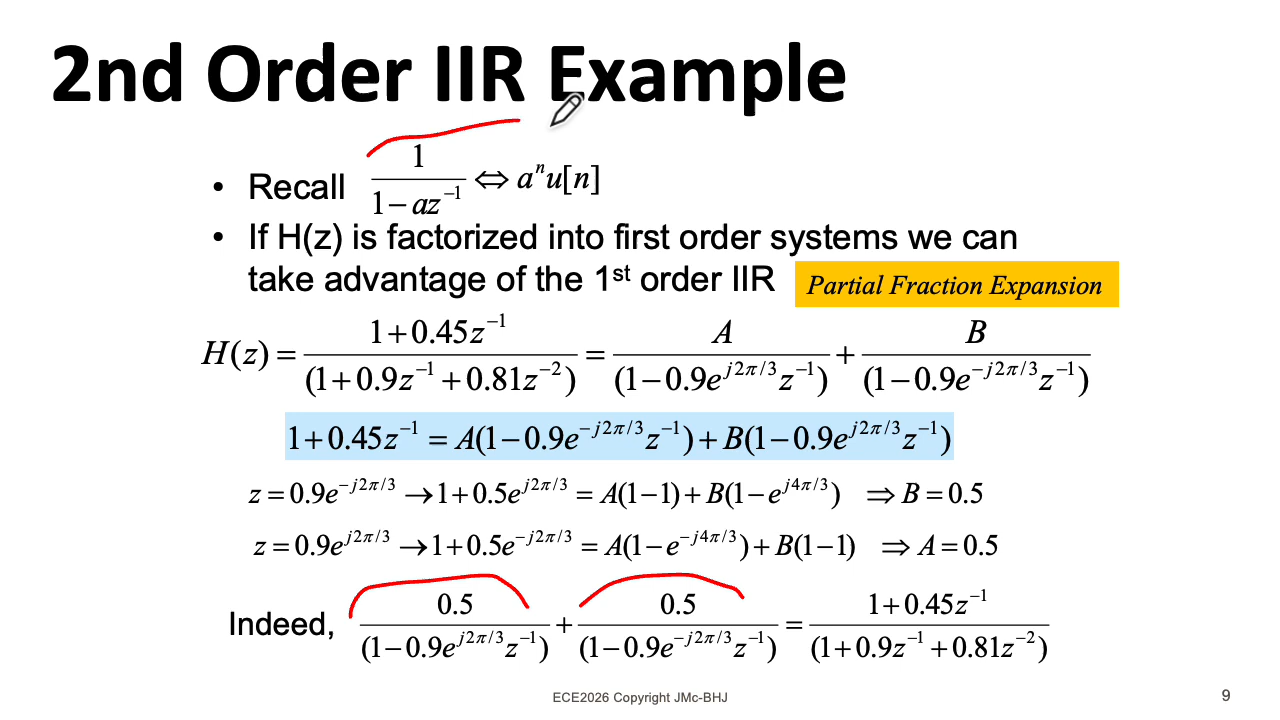 2nd Order IIR Example
• Recall 1/(1−az⁻¹) ⇔ aⁿu[n]
• If H(z) is factorized into first order systems we can
take advantage of the 1st order IIR
Partial Fraction Expansion
H(z) = (1+0.45z⁻¹)/(1+0.9z⁻¹+0.81z⁻²) = A/(1−0.9e^{j2π/3}z⁻¹) + B/(1−0.9e^{−j2π/3}z⁻¹)
1+0.45z⁻¹ = A(1−0.9e^{−j2π/3}z⁻¹)+B(1−0.9e^{j2π/3}z⁻¹)
z=0.9e^{−j2π/3} →1+0.5e^{j2π/3} = A(1−1)+B(1−e^{j4π/3}) ⇒B=0.5
z=0.9e^{j2π/3} →1+0.5e^{−j2π/3} = A(1−e^{−j4π/3})+B(1−1) ⇒A=0.5
Indeed, 0.5/(1−0.9e^{j2π/3}z⁻¹) + 0.5/(1−0.9e^{−j2π/3}z⁻¹) = (1+0.45z⁻¹)/(1+0.9z⁻¹+0.81z⁻²)
ECE2026 Copyright JMc-BHJ
9